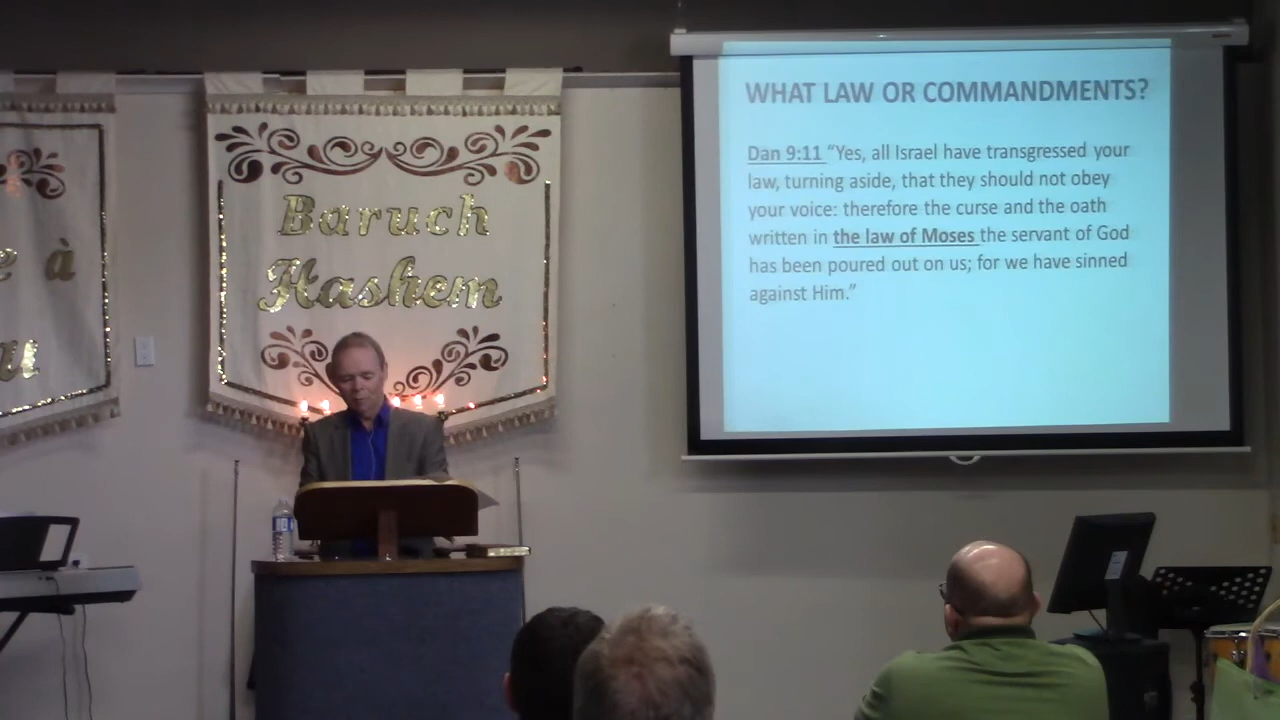 e à
u
Baruch
Hashem
WHAT LAW OR COMMANDMENTS?
Dan 9:11 “Yes, all Israel have transgressed your
law, turning aside, that they should not obey
your voice: therefore the curse and the oath
written in the law of Moses the servant of God
has been poured out on us; for we have sinned
against Him.”